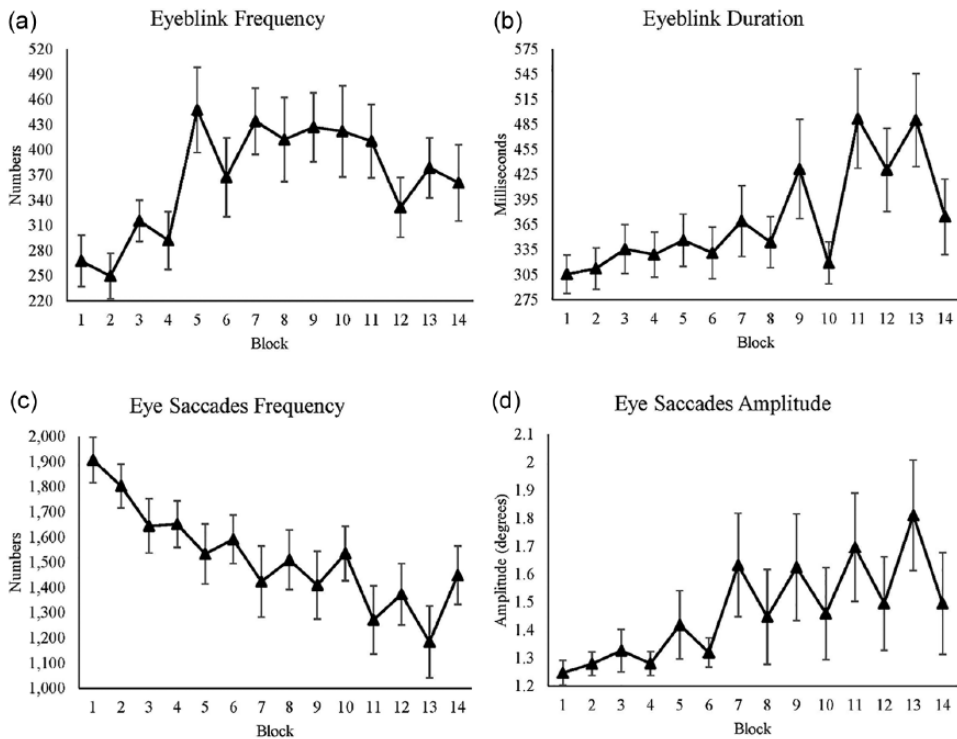 (a) Eyeblink Frequency
Numbers
520
490
460
430
400
370
340
310
280
250
220
1 2 3 4 5 6 7 8 9 10 11 12 13 14
Block
(b) Eyeblink Duration
Milliseconds
575
545
515
485
455
425
395
365
335
305
275
1 2 3 4 5 6 7 8 9 10 11 12 13 14
Block
(c) Eye Saccades Frequency
Numbers
2,000
1,900
1,800
1,700
1,600
1,500
1,400
1,300
1,200
1,100
1,000
1 2 3 4 5 6 7 8 9 10 11 12 13 14
Block
(d) Eye Saccades Amplitude
Amplitude (degrees)
2.1
2
1.9
1.8
1.7
1.6
1.5
1.4
1.3
1.2
1 2 3 4 5 6 7 8 9 10 11 12 13 14
Block